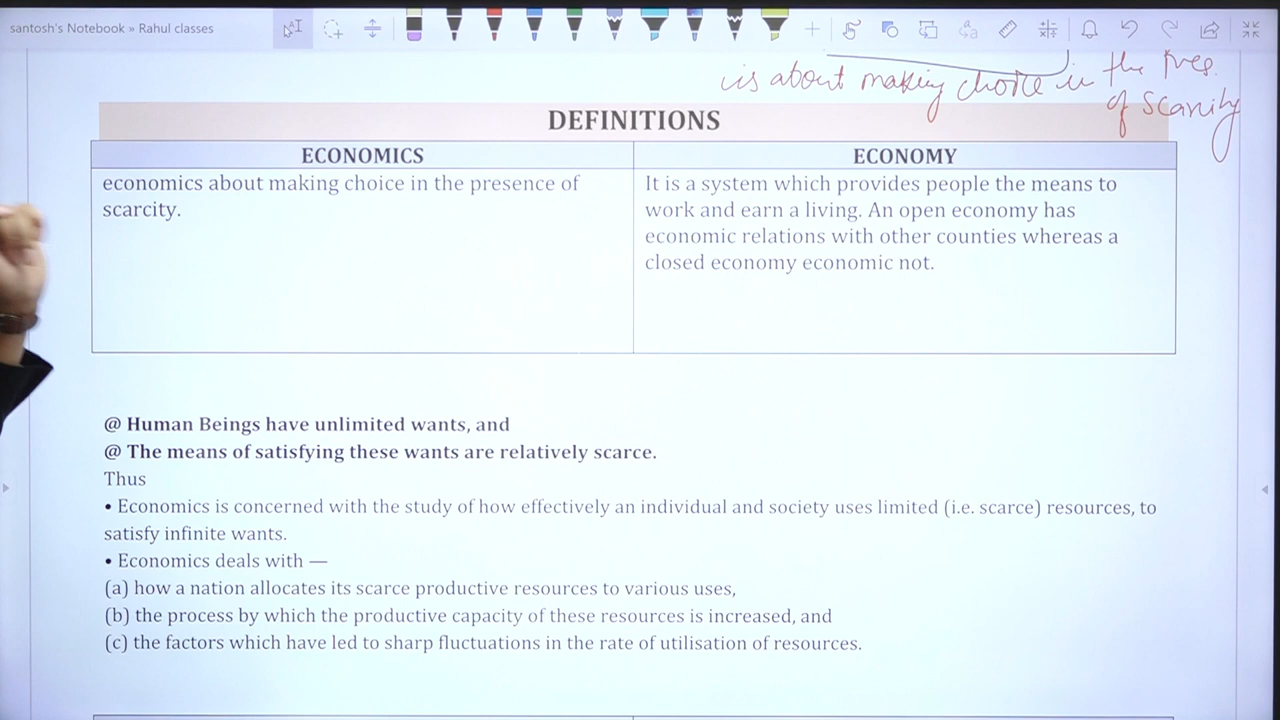 santosh's Notebook » Rahul classes
is about making choice in the pres.
of scarcity
DEFINITIONS
ECONOMICS
ECONOMY
economics about making choice in the presence of
scarcity.
It is a system which provides people the means to
work and earn a living. An open economy has
economic relations with other counties whereas a
closed economy economic not.
@ Human Beings have unlimited wants, and
@ The means of satisfying these wants are relatively scarce.
Thus
• Economics is concerned with the study of how effectively an individual and society uses limited (i.e. scarce) resources, to
satisfy infinite wants.
• Economics deals with —
(a) how a nation allocates its scarce productive resources to various uses,
(b) the process by which the productive capacity of these resources is increased, and
(c) the factors which have led to sharp fluctuations in the rate of utilisation of resources.